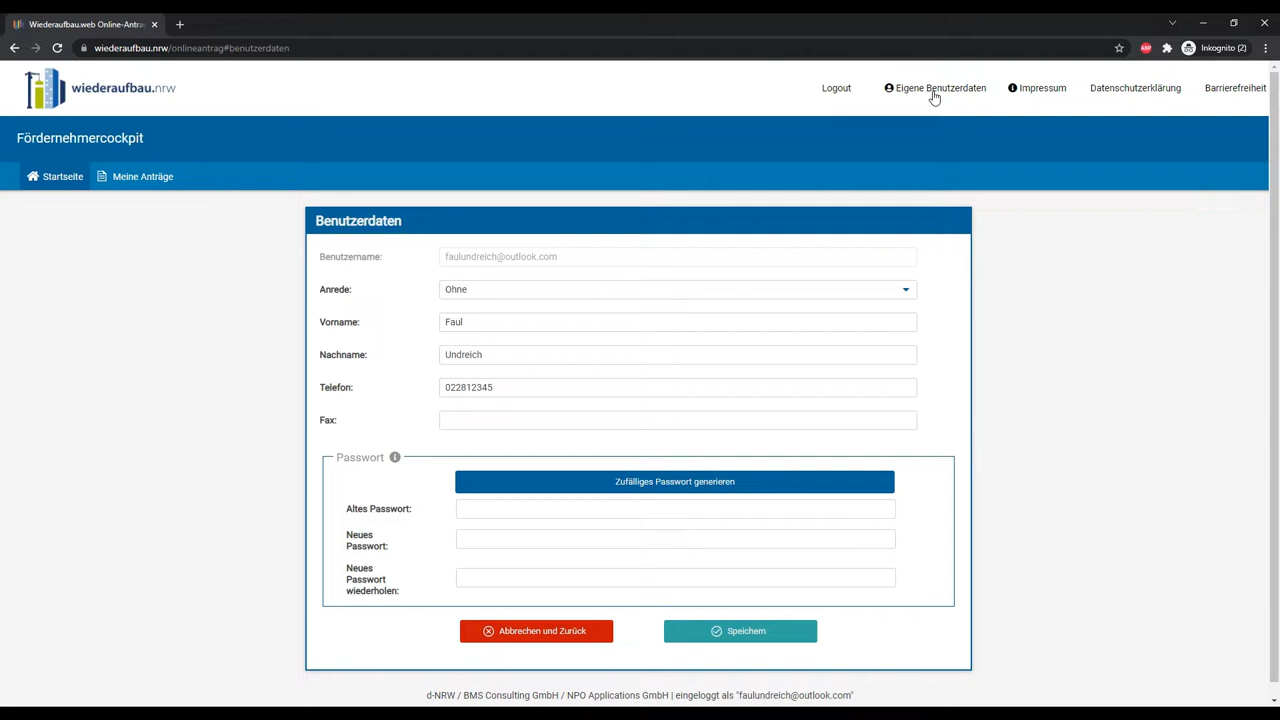 Wiederaufbau.web Online-Antra
wiederaufbau.nrw/onlineantrag#benutzerdaten
ABP
Inkognito (2)
wiederaufbau.nrw
Logout
Eigene Benutzerdaten
Impressum
Datenschutzerklärung
Barrierefreiheit
Fördernehmercockpit
Startseite
Meine Anträge
Benutzerdaten
Benutzername: faulundreich@outlook.com
Anrede: Ohne
Vorname: Faul
Nachname: Undreich
Telefon: 022812345
Fax:
Passwort
Zufälliges Passwort generieren
Altes Passwort:
Neues
Passwort:
Neues
Passwort
wiederholen:
Abbrechen und Zurück
Speichern
d-NRW / BMS Consulting GmbH / NPO Applications GmbH | eingeloggt als "faulundreich@outlook.com"